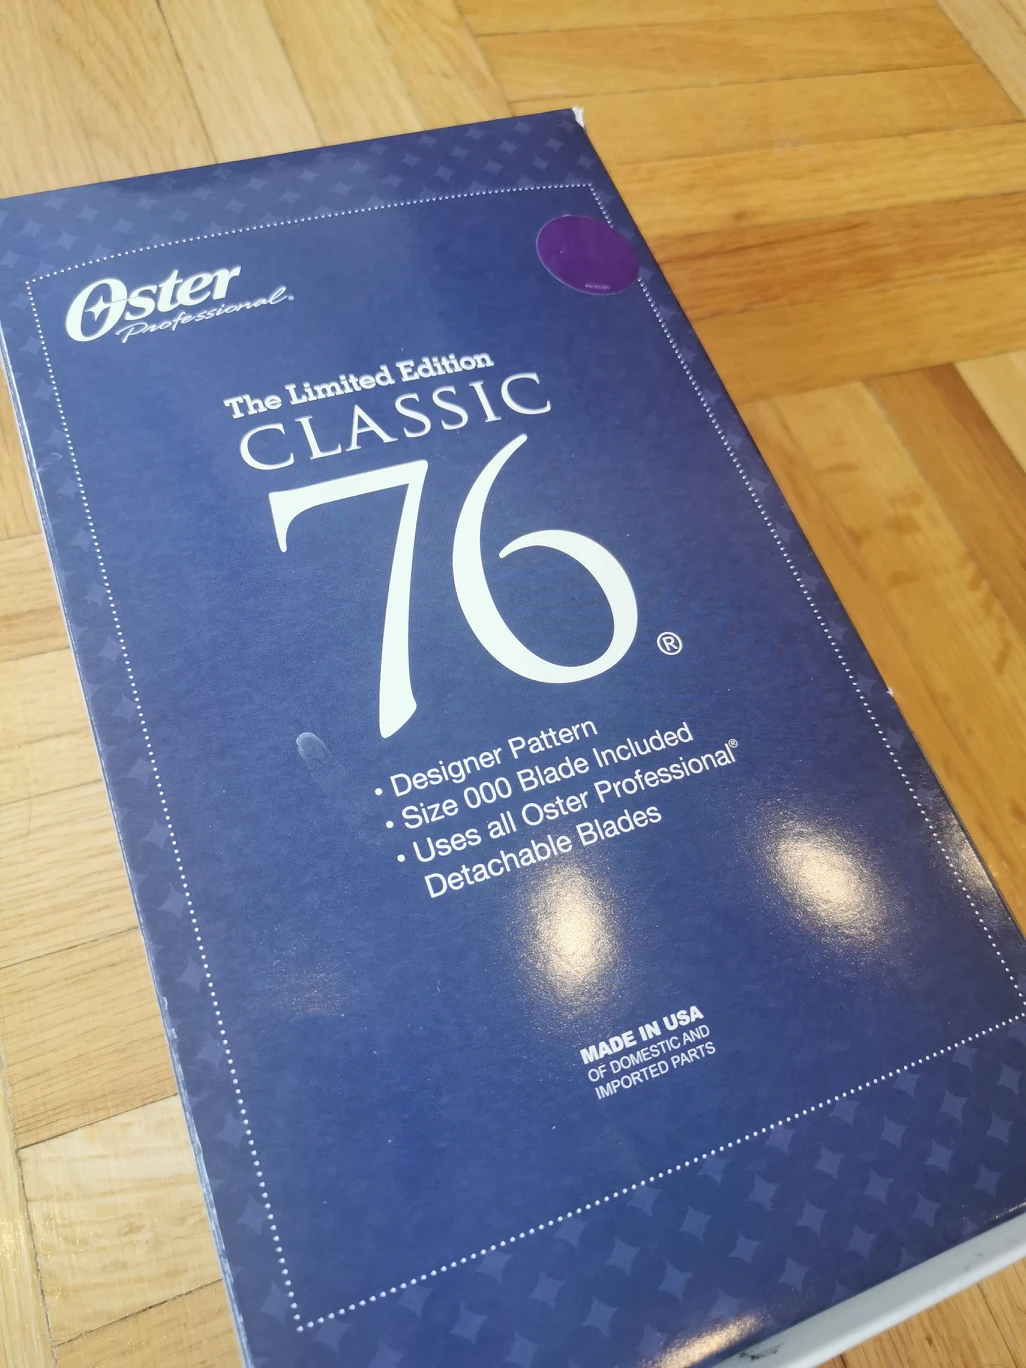 Oster
Professional®
The Limited Edition
CLASSIC
76®
• Designer Pattern
• Size 000 Blade Included
• Uses all Oster Professional®
Detachable Blades
MADE IN USA
OF DOMESTIC AND
IMPORTED PARTS